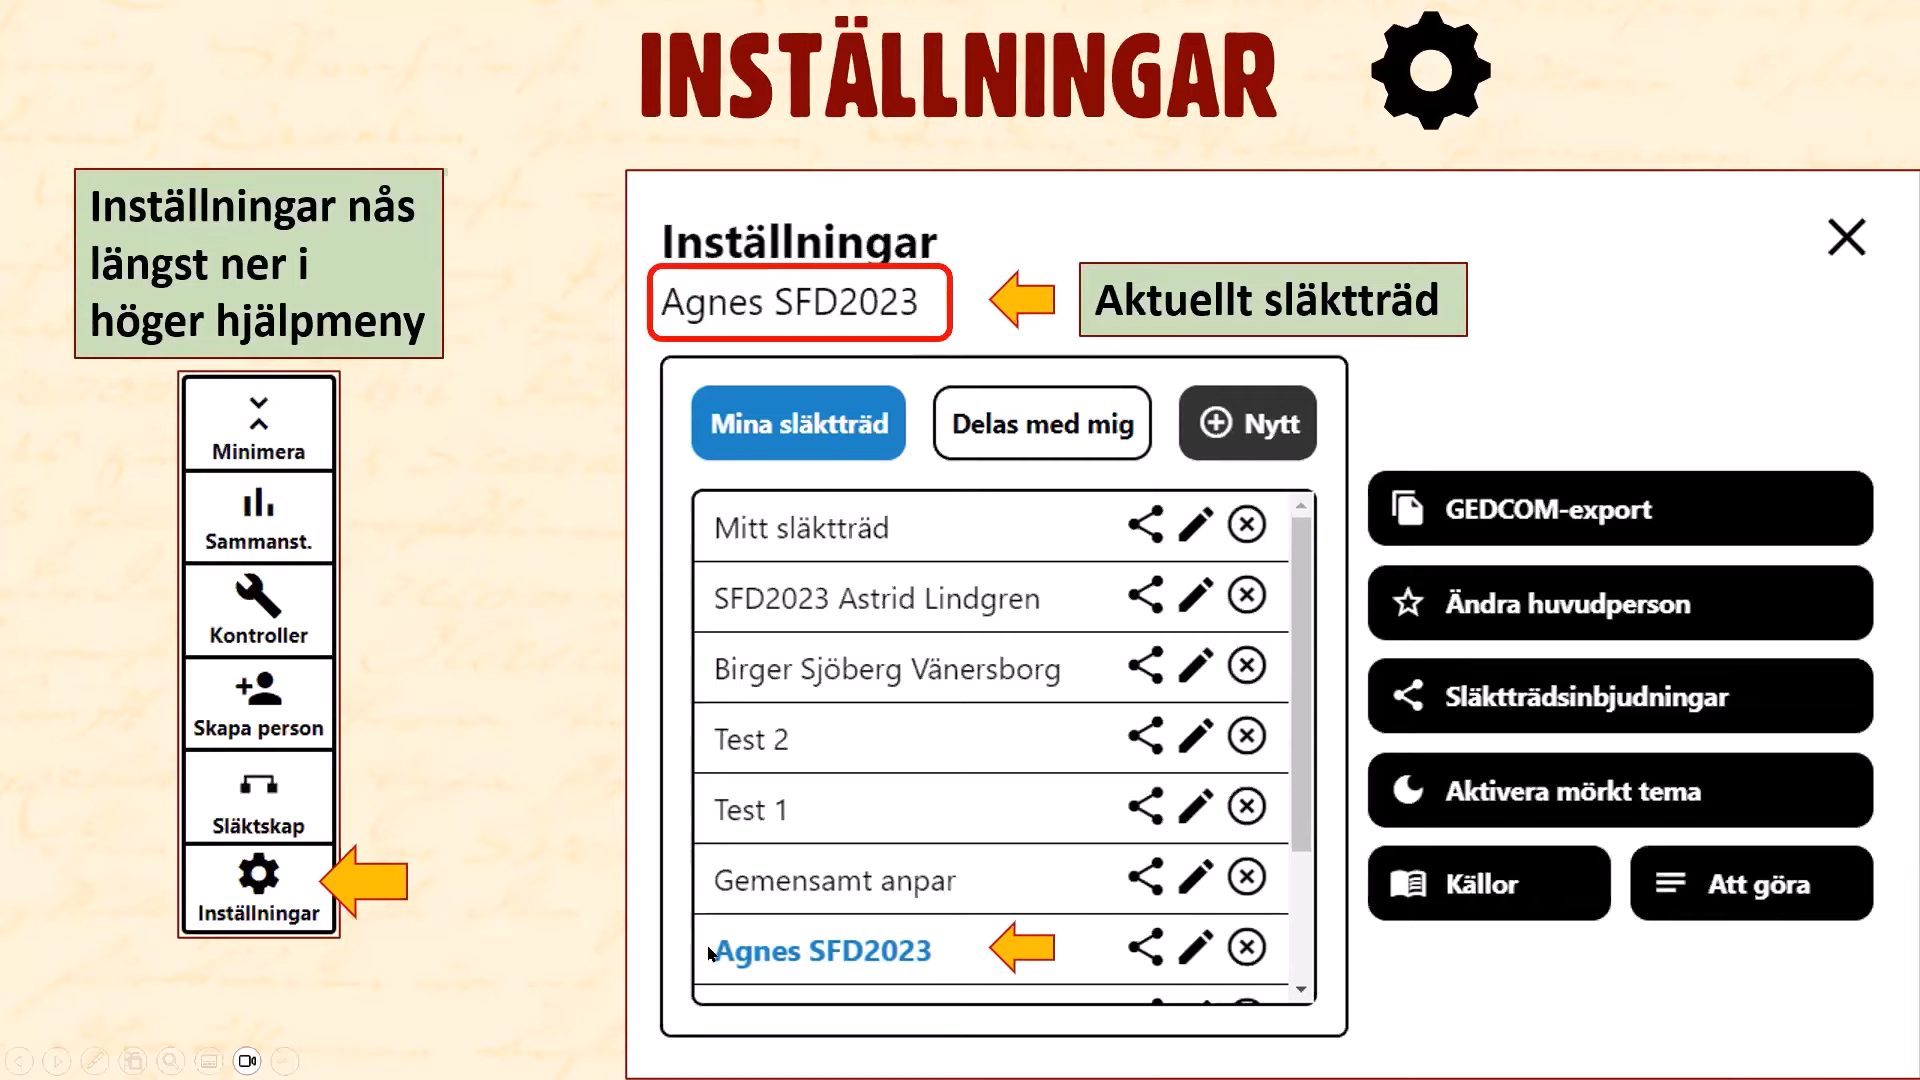 INSTÄLLNINGAR
Inställningar nås
längst ner i
höger hjälpmeny
Minimera
Sammanst.
Kontroller
Skapa person
Släktskap
Inställningar
Inställningar
Agnes SFD2023
Aktuellt släktträd
Mina släktträd
Delas med mig
Nytt
Mitt släktträd
SFD2023 Astrid Lindgren
Birger Sjöberg Vänersborg
Test 2
Test 1
Gemensamt anpar
Agnes SFD2023
GEDCOM-export
Ändra huvudperson
Släktträdsinbjudningar
Aktivera mörkt tema
Källor
Att göra